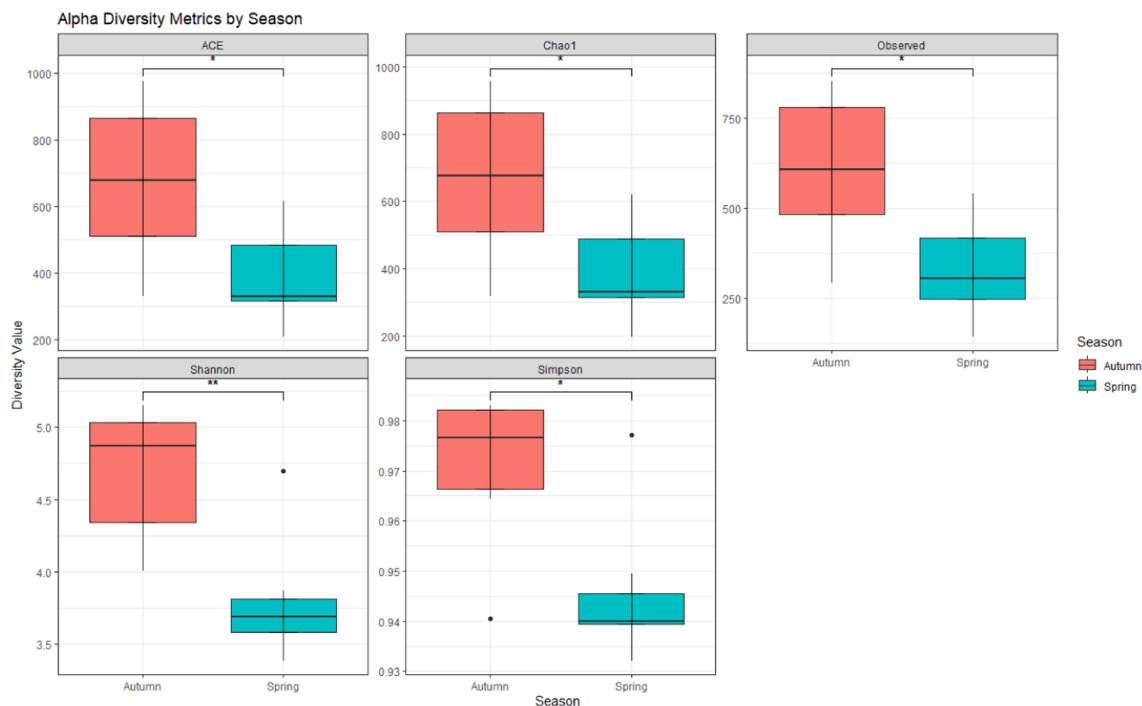 Alpha Diversity Metrics by Season
ACE
Chao1
Observed
*
*
*
1000
800
600
400
200
1000
800
600
400
200
750
500
250
Autumn
Spring
Shannon
Simpson
**
*
5.0
4.5
4.0
3.5
0.98
0.97
0.96
0.95
0.94
0.93
Autumn
Spring
Autumn
Spring
Diversity Value
Season
Season
Autumn
Spring